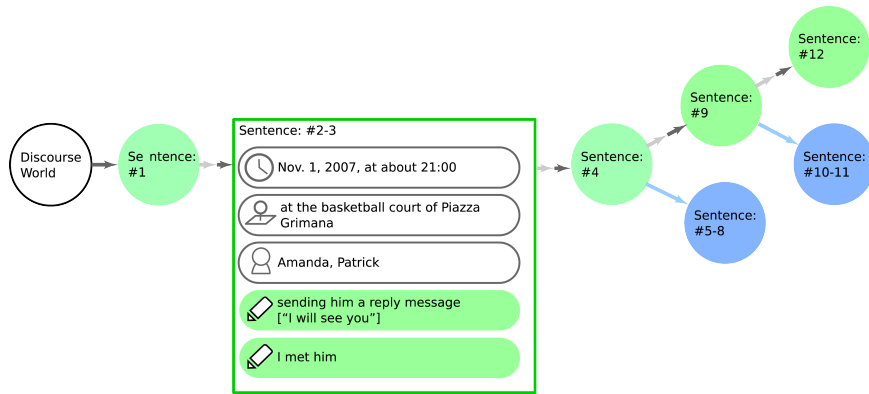 Discourse
World
Se ntence:
#1
Sentence: #2-3
Nov. 1, 2007, at about 21:00
at the basketball court of Piazza
Grimana
Amanda, Patrick
sending him a reply message
[“I will see you”]
I met him
Sentence:
#4
Sentence:
#5-8
Sentence:
#9
Sentence:
#10-11
Sentence:
#12